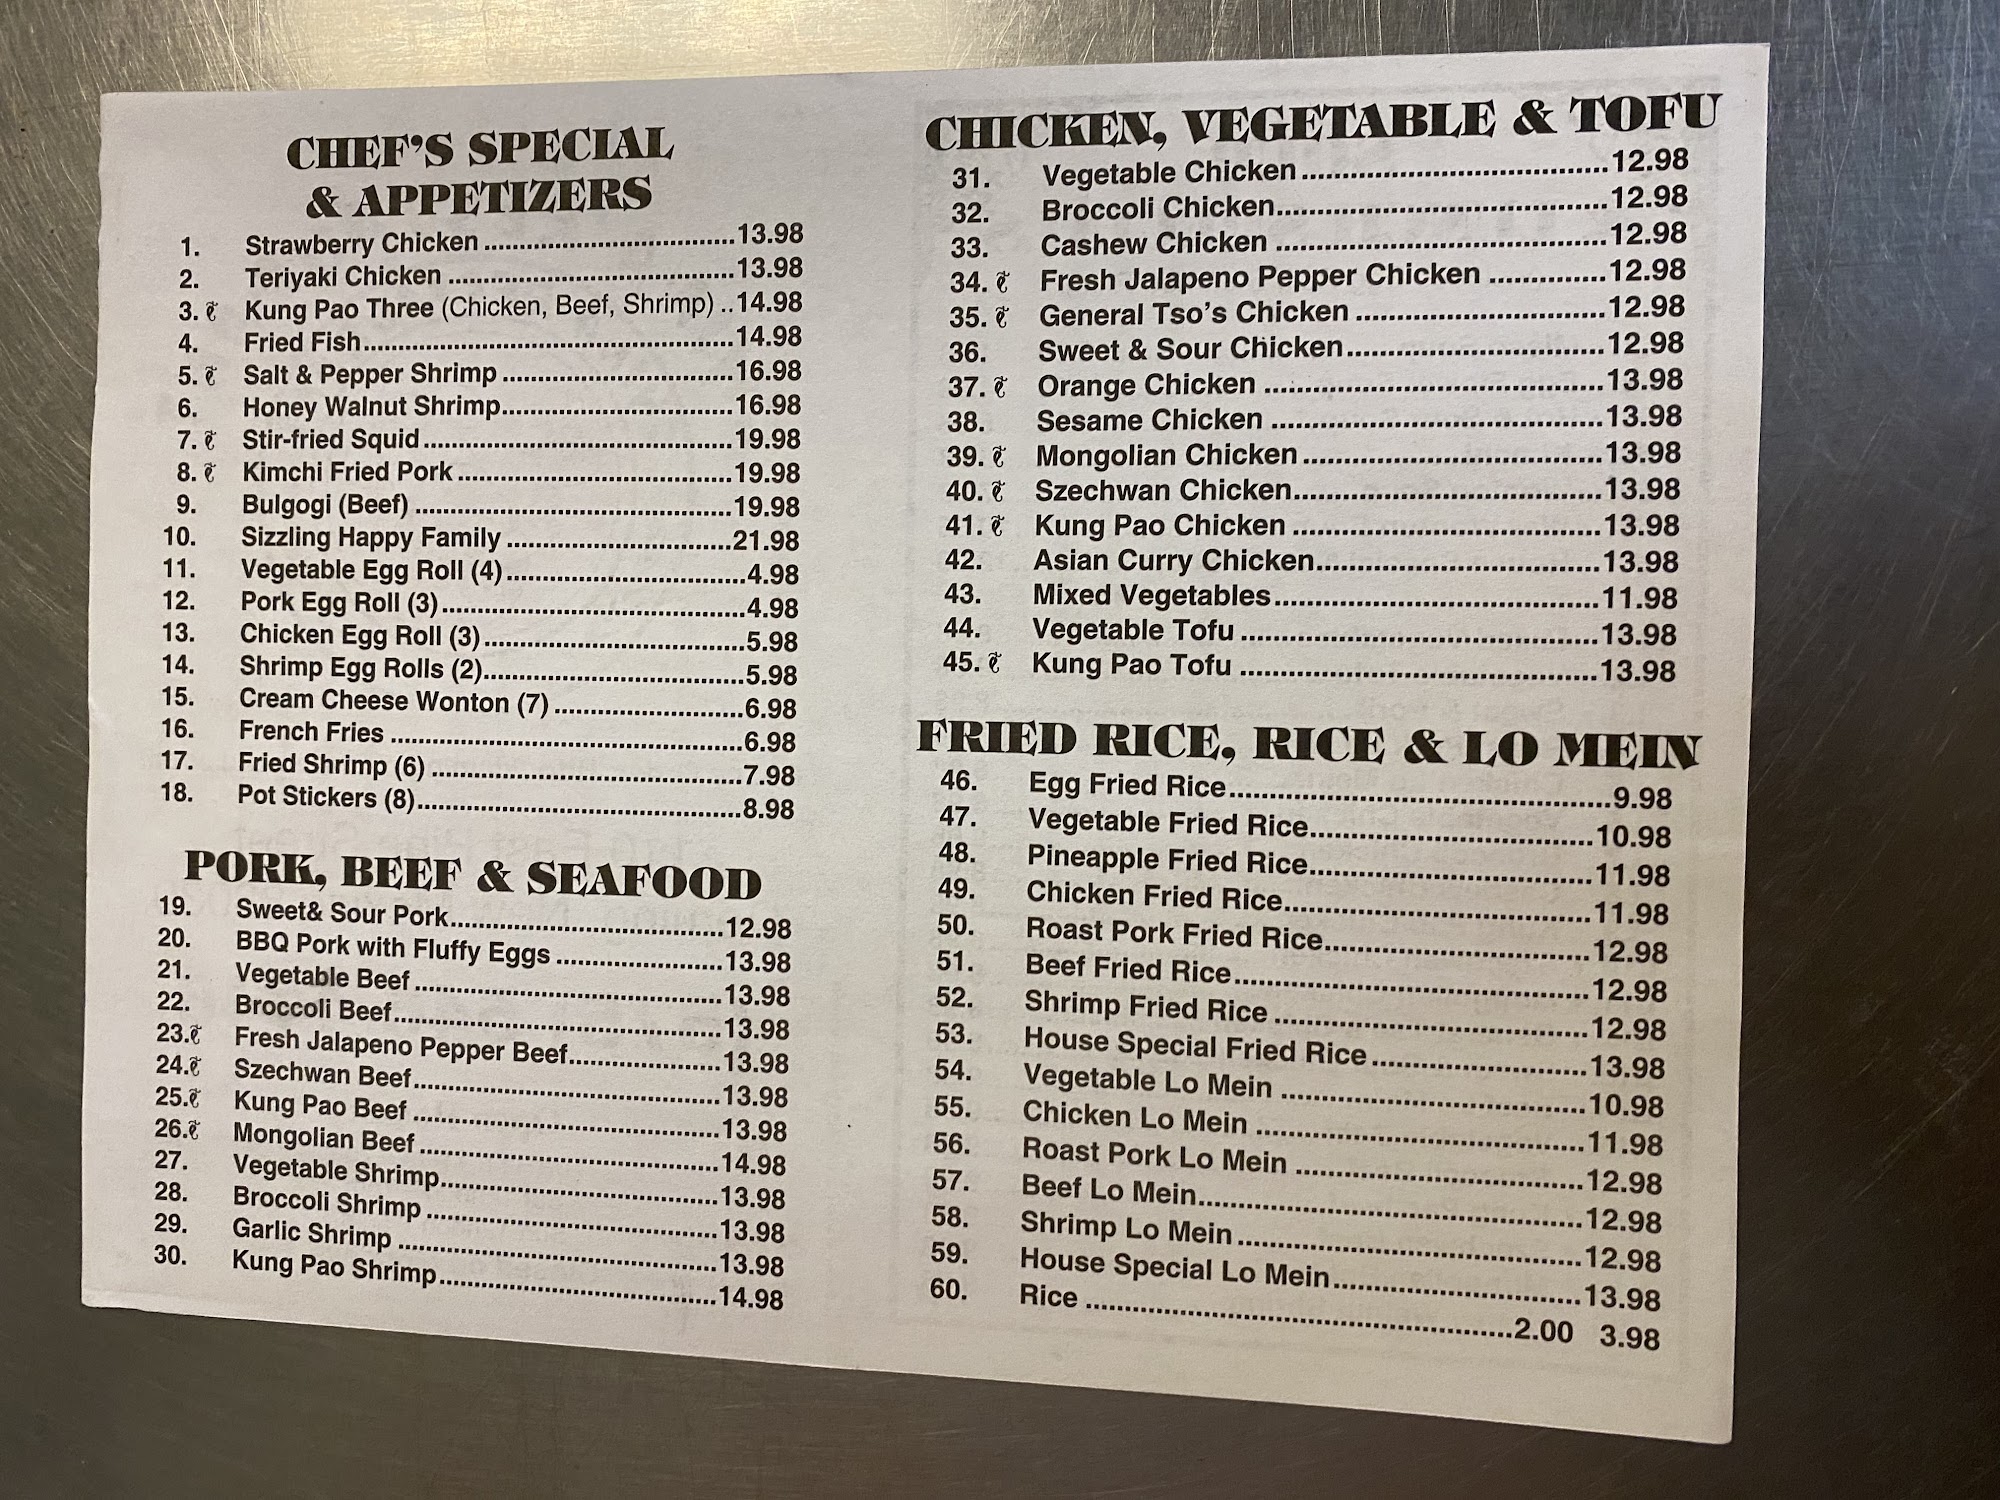 CHEF'S SPECIAL
& APPETIZERS
1. Strawberry Chicken ....................................13.98
2. Teriyaki Chicken .........................................13.98
3. Kung Pao Three (Chicken, Beef, Shrimp) ..14.98
4. Fried Fish.....................................................14.98
5. Salt & Pepper Shrimp .................................16.98
6. Honey Walnut Shrimp.................................16.98
7. Stir-fried Squid............................................19.98
8. Kimchi Fried Pork .......................................19.98
9. Bulgogi (Beef) .............................................19.98
10. Sizzling Happy Family ................................21.98
11. Vegetable Egg Roll (4)..................................4.98
12. Pork Egg Roll (3)...........................................4.98
13. Chicken Egg Roll (3).....................................5.98
14. Shrimp Egg Rolls (2).....................................5.98
15. Cream Cheese Wonton (7) ...........................6.98
16. French Fries ..................................................6.98
17. Fried Shrimp (6) ............................................7.98
18. Pot Stickers (8)..............................................8.98
PORK, BEEF & SEAFOOD
19. Sweet& Sour Pork.......................................12.98
20. BBQ Pork with Fluffy Eggs ........................13.98
21. Vegetable Beef ............................................13.98
22. Broccoli Beef...............................................13.98
23. Fresh Jalapeno Pepper Beef......................13.98
24. Szechwan Beef............................................13.98
25. Kung Pao Beef ............................................13.98
26. Mongolian Beef ...........................................14.98
27. Vegetable Shrimp........................................13.98
28. Broccoli Shrimp ..........................................13.98
29. Garlic Shrimp ..............................................13.98
30. Kung Pao Shrimp........................................14.98
CHICKEN, VEGETABLE & TOFU
31. Vegetable Chicken .......................................12.98
32. Broccoli Chicken..........................................12.98
33. Cashew Chicken ..........................................12.98
34. Fresh Jalapeno Pepper Chicken ...............12.98
35. General Tso's Chicken ................................12.98
36. Sweet & Sour Chicken.................................12.98
37. Orange Chicken ...........................................13.98
38. Sesame Chicken ..........................................13.98
39. Mongolian Chicken ......................................13.98
40. Szechwan Chicken.......................................13.98
41. Kung Pao Chicken .......................................13.98
42. Asian Curry Chicken....................................13.98
43. Mixed Vegetables.........................................11.98
44. Vegetable Tofu .............................................13.98
45. Kung Pao Tofu .............................................13.98
FRIED RICE, RICE & LO MEIN
46. Egg Fried Rice................................................9.98
47. Vegetable Fried Rice....................................10.98
48. Pineapple Fried Rice....................................11.98
49. Chicken Fried Rice.......................................11.98
50. Roast Pork Fried Rice..................................12.98
51. Beef Fried Rice.............................................12.98
52. Shrimp Fried Rice ........................................12.98
53. House Special Fried Rice ...........................13.98
54. Vegetable Lo Mein .......................................10.98
55. Chicken Lo Mein ..........................................11.98
56. Roast Pork Lo Mein .....................................12.98
57. Beef Lo Mein.................................................12.98
58. Shrimp Lo Mein ............................................12.98
59. House Special Lo Mein................................13.98
60. Rice ......................................................2.00 3.98